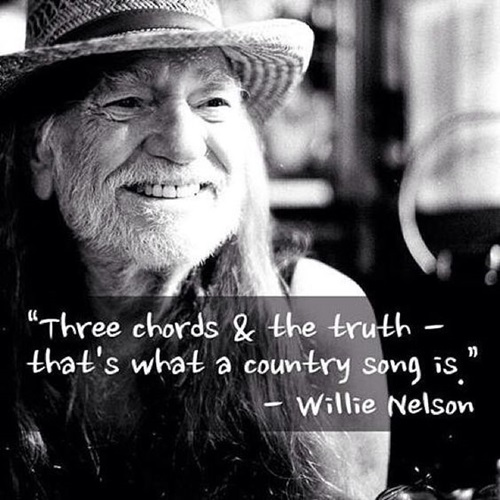 “Three chords & the truth –
that's what a country song is.”
– Willie Nelson